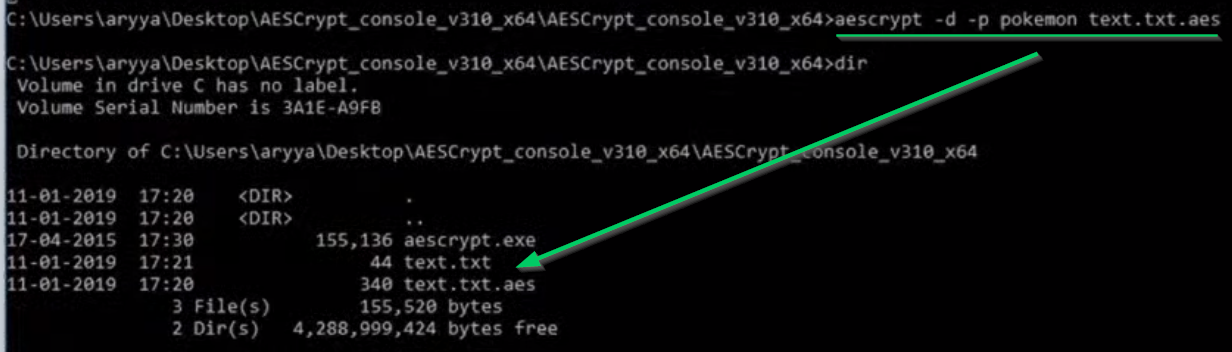 C:\Users\aryya\Desktop\AESCrypt_console_v310_x64\AESCrypt_console_v310_x64>aescrypt -d -p pokemon text.txt.aes
C:\Users\aryya\Desktop\AESCrypt_console_v310_x64\AESCrypt_console_v310_x64>dir
Volume in drive C has no label.
Volume Serial Number is 3A1E-A9FB
Directory of C:\Users\aryya\Desktop\AESCrypt_console_v310_x64\AESCrypt_console_v310_x64
11-01-2019 17:20 <DIR> .
11-01-2019 17:20 <DIR> ..
17-04-2015 17:30 155,136 aescrypt.exe
11-01-2019 17:21 44 text.txt
11-01-2019 17:20 340 text.txt.aes
3 File(s) 155,520 bytes
2 Dir(s) 4,288,999,424 bytes free